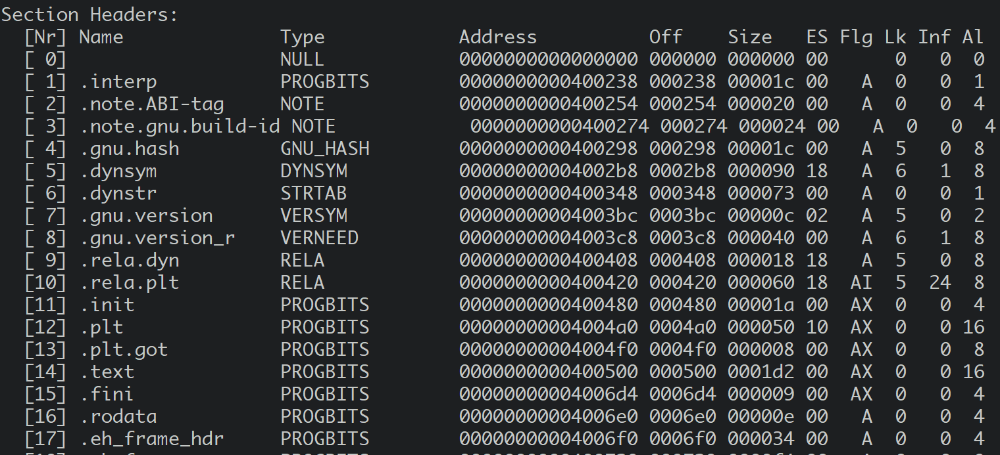 Section Headers:
[Nr] Name Type Address Off Size ES Flg Lk Inf Al
[ 0] NULL 0000000000000000 000000 000000 00 0 0 0
[ 1] .interp PROGBITS 0000000000400238 000238 00001c 00 A 0 0 1
[ 2] .note.ABI-tag NOTE 0000000000400254 000254 000020 00 A 0 0 4
[ 3] .note.gnu.build-id NOTE 0000000000400274 000274 000024 00 A 0 0 4
[ 4] .gnu.hash GNU_HASH 0000000000400298 000298 00001c 00 A 5 0 8
[ 5] .dynsym DYNSYM 00000000004002b8 0002b8 000090 18 A 6 1 8
[ 6] .dynstr STRTAB 0000000000400348 000348 000073 00 A 0 0 1
[ 7] .gnu.version VERSYM 00000000004003bc 0003bc 00000c 02 A 5 0 2
[ 8] .gnu.version_r VERNEED 00000000004003c8 0003c8 000040 00 A 6 1 8
[ 9] .rela.dyn RELA 0000000000400408 000408 000018 18 A 5 0 8
[10] .rela.plt RELA 0000000000400420 000420 000060 18 AI 5 24 8
[11] .init PROGBITS 0000000000400480 000480 00001a 00 AX 0 0 4
[12] .plt PROGBITS 00000000004004a0 0004a0 000050 10 AX 0 0 16
[13] .plt.got PROGBITS 00000000004004f0 0004f0 000008 00 AX 0 0 8
[14] .text PROGBITS 0000000000400500 000500 0001d2 00 AX 0 0 16
[15] .fini PROGBITS 00000000004006d4 0006d4 000009 00 AX 0 0 4
[16] .rodata PROGBITS 00000000004006e0 0006e0 00000e 00 A 0 0 4
[17] .eh_frame_hdr PROGBITS 00000000004006f0 0006f0 000034 00 A 0 0 4